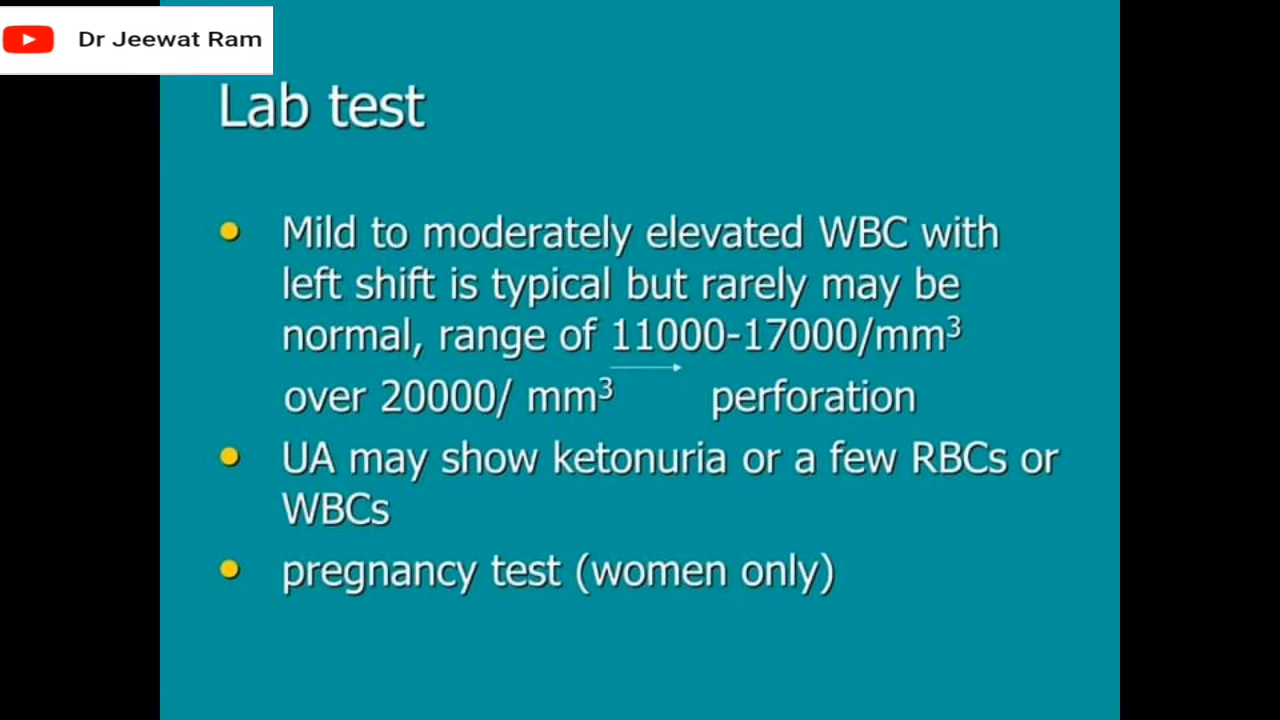 Dr Jeewat Ram
Lab test
Mild to moderately elevated WBC with
left shift is typical but rarely may be
normal, range of 11000-17000/mm³
over 20000/ mm³ → perforation
UA may show ketonuria or a few RBCs or
WBCs
pregnancy test (women only)